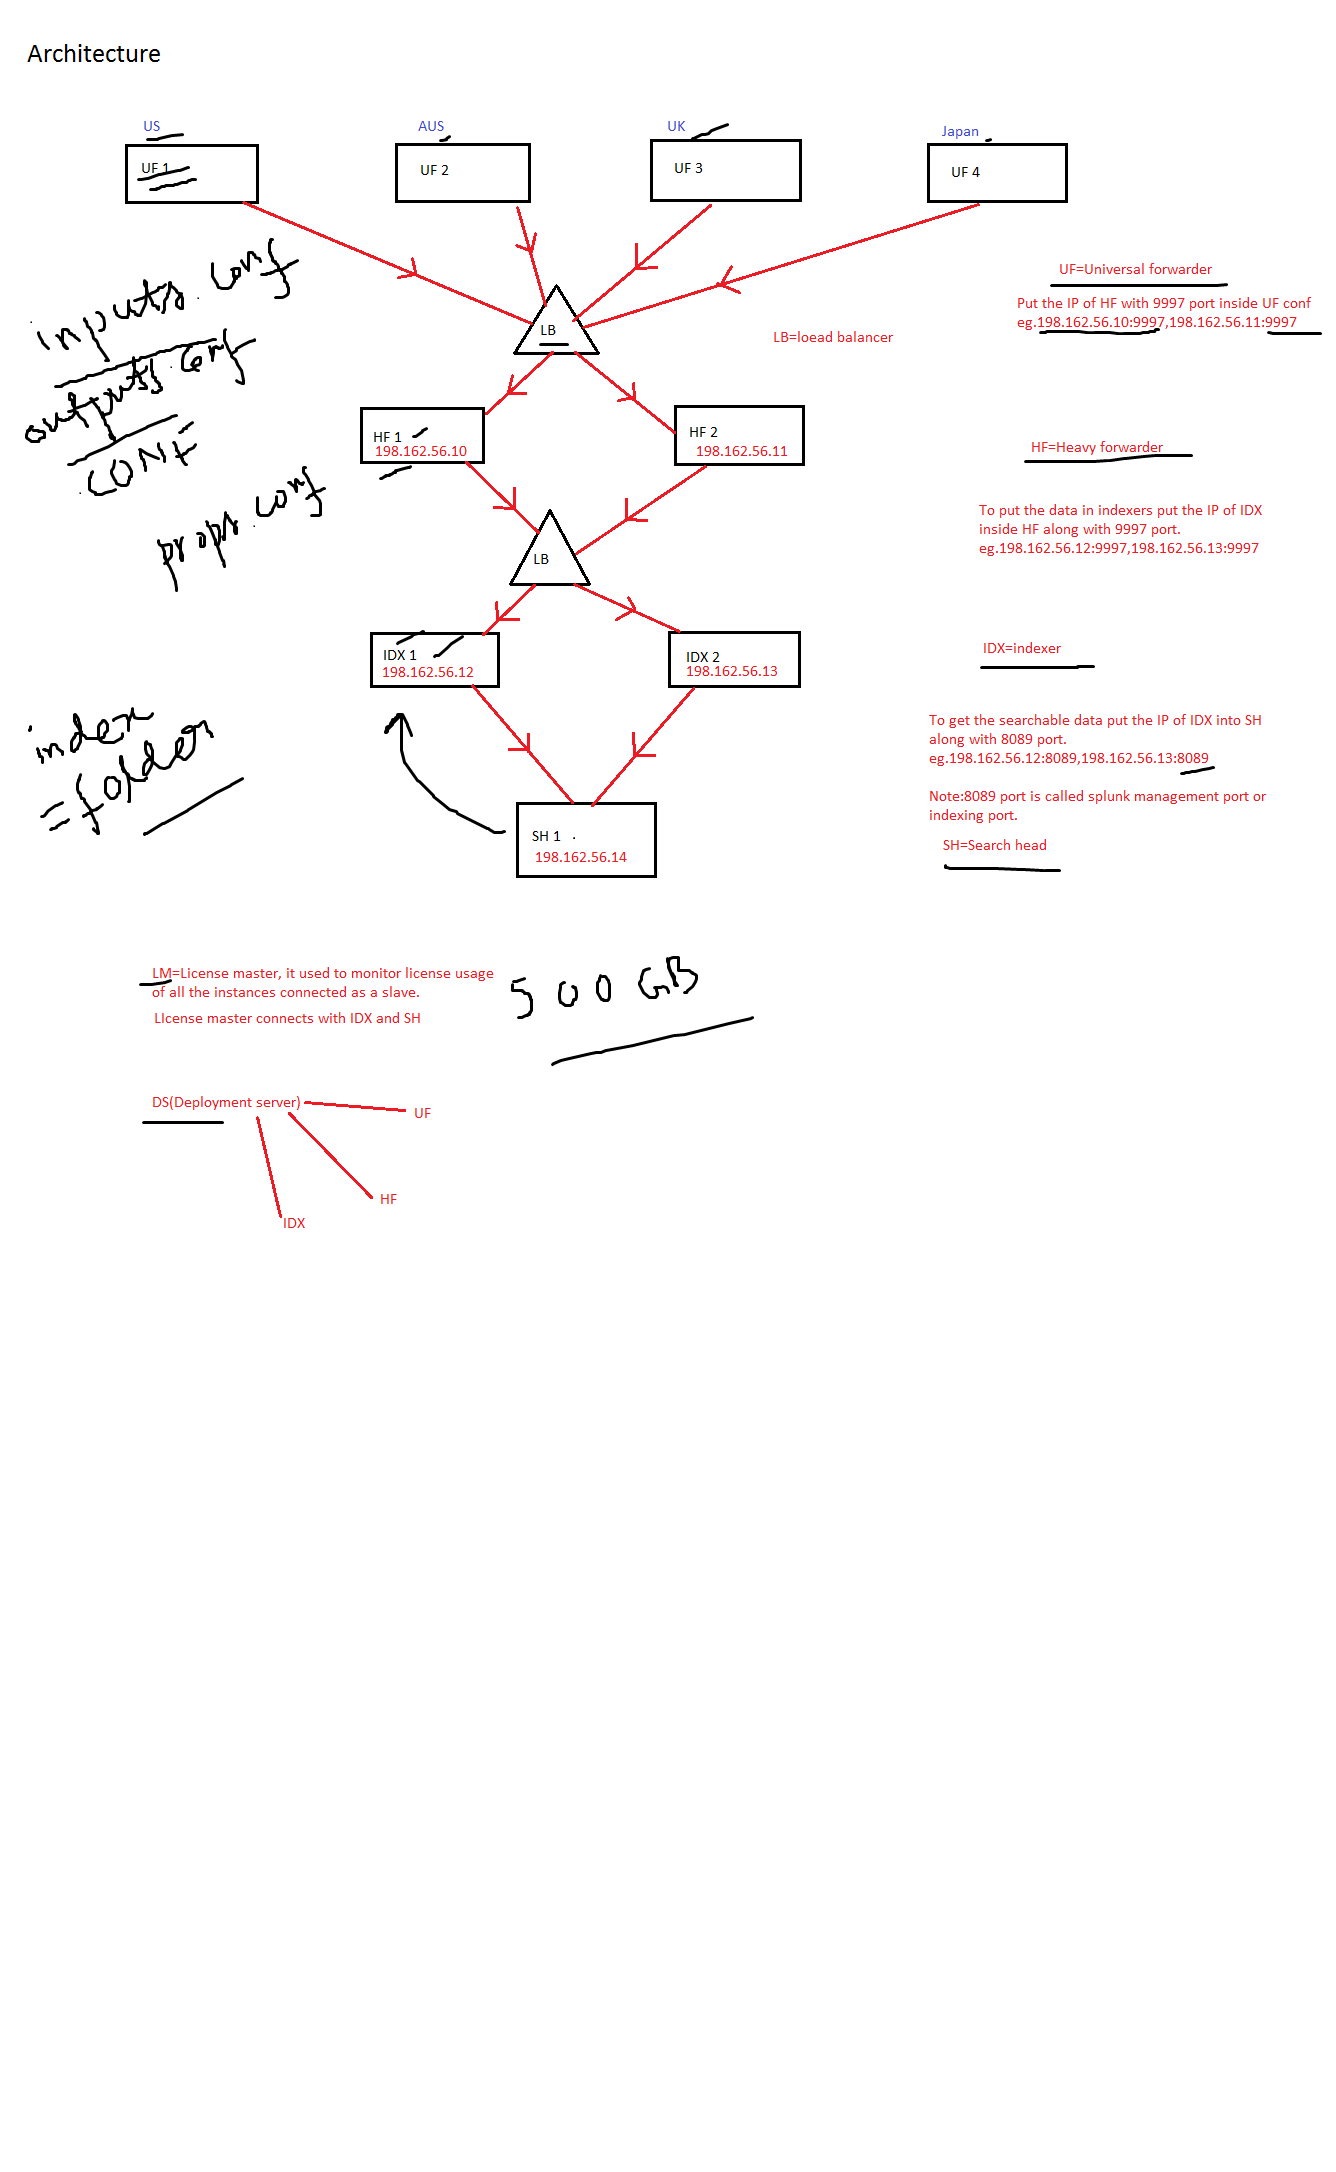 Architecture
US
AUS
UK
Japan
UF 1
UF 2
UF 3
UF 4
inputs.conf
outputs.conf
CONF
props.conf
UF=Universal forwarder
Put the IP of HF with 9997 port inside UF conf
eg.198.162.56.10:9997,198.162.56.11:9997
LB
LB=loead balancer
HF 1
198.162.56.10
HF 2
198.162.56.11
HF=Heavy forwarder
To put the data in indexers put the IP of IDX
inside HF along with 9997 port.
eg.198.162.56.12:9997,198.162.56.13:9997
LB
IDX 1
198.162.56.12
IDX 2
198.162.56.13
IDX=indexer
index
=folder
To get the searchable data put the IP of IDX into SH
along with 8089 port.
eg.198.162.56.12:8089,198.162.56.13:8089
Note:8089 port is called splunk management port or
indexing port.
SH 1
198.162.56.14
SH=Search head
LM=License master, it used to monitor license usage
of all the instances connected as a slave.
LIcense master connects with IDX and SH
500 GB
DS(Deployment server)
UF
HF
IDX